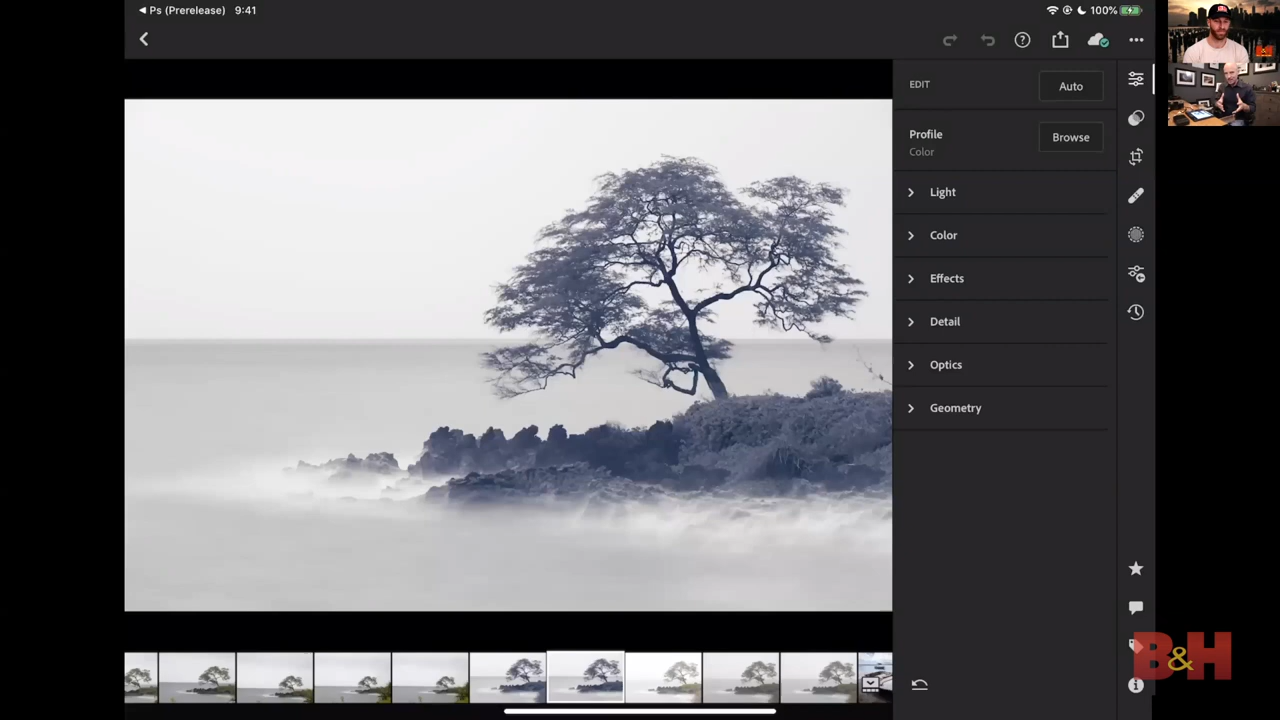 Ps (Prerelease) 9:41
100%
EDIT
Auto
Profile
Color
Browse
Light
Color
Effects
Detail
Optics
Geometry
B&H